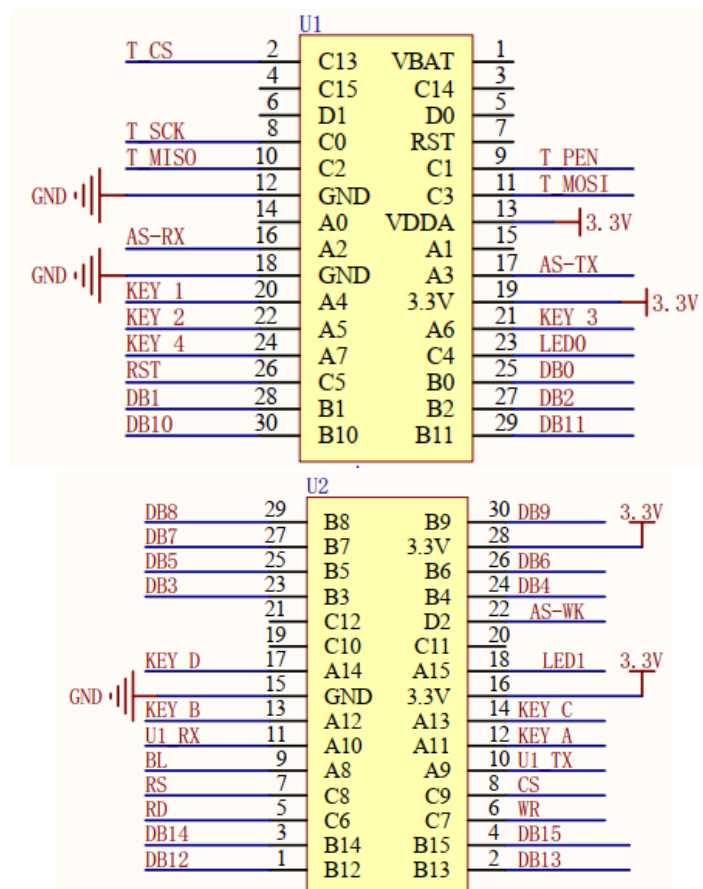 U1
T_CS 2 C13 VBAT 1
4 C15 C14 3
6 D1 D0 5
T_SCK 8 C0 RST 7
T_MISO 10 C2 C1 9 T_PEN
GND 12 GND C3 11 T_MOSI
14 A0 VDDA 13 3.3V
AS-RX 16 A2 A1 15
GND 18 GND A3 17 AS-TX
KEY_1 20 A4 3.3V 19 3.3V
KEY_2 22 A5 A6 21 KEY_3
KEY_4 24 A7 C4 23 LED0
RST 26 C5 B0 25 DB0
DB1 28 B1 B2 27 DB2
DB10 30 B10 B11 29 DB11
U2
DB8 29 B8 B9 30 DB9 3.3V
DB7 27 B7 3.3V 28
DB5 25 B5 B6 26 DB6
DB3 23 B3 B4 24 DB4
21 C12 D2 22 AS-WK
19 C10 C11 20
KEY_D 17 A14 A15 18 LED1 3.3V
GND 15 GND 3.3V 16
KEY_B 13 A12 A13 14 KEY_C
U1_RX 11 A10 A11 12 KEY_A
BL 9 A8 A9 10 U1_TX
RS 7 C8 C9 8 CS
RD 5 C6 C7 6 WR
DB14 3 B14 B15 4 DB15
DB12 1 B12 B13 2 DB13